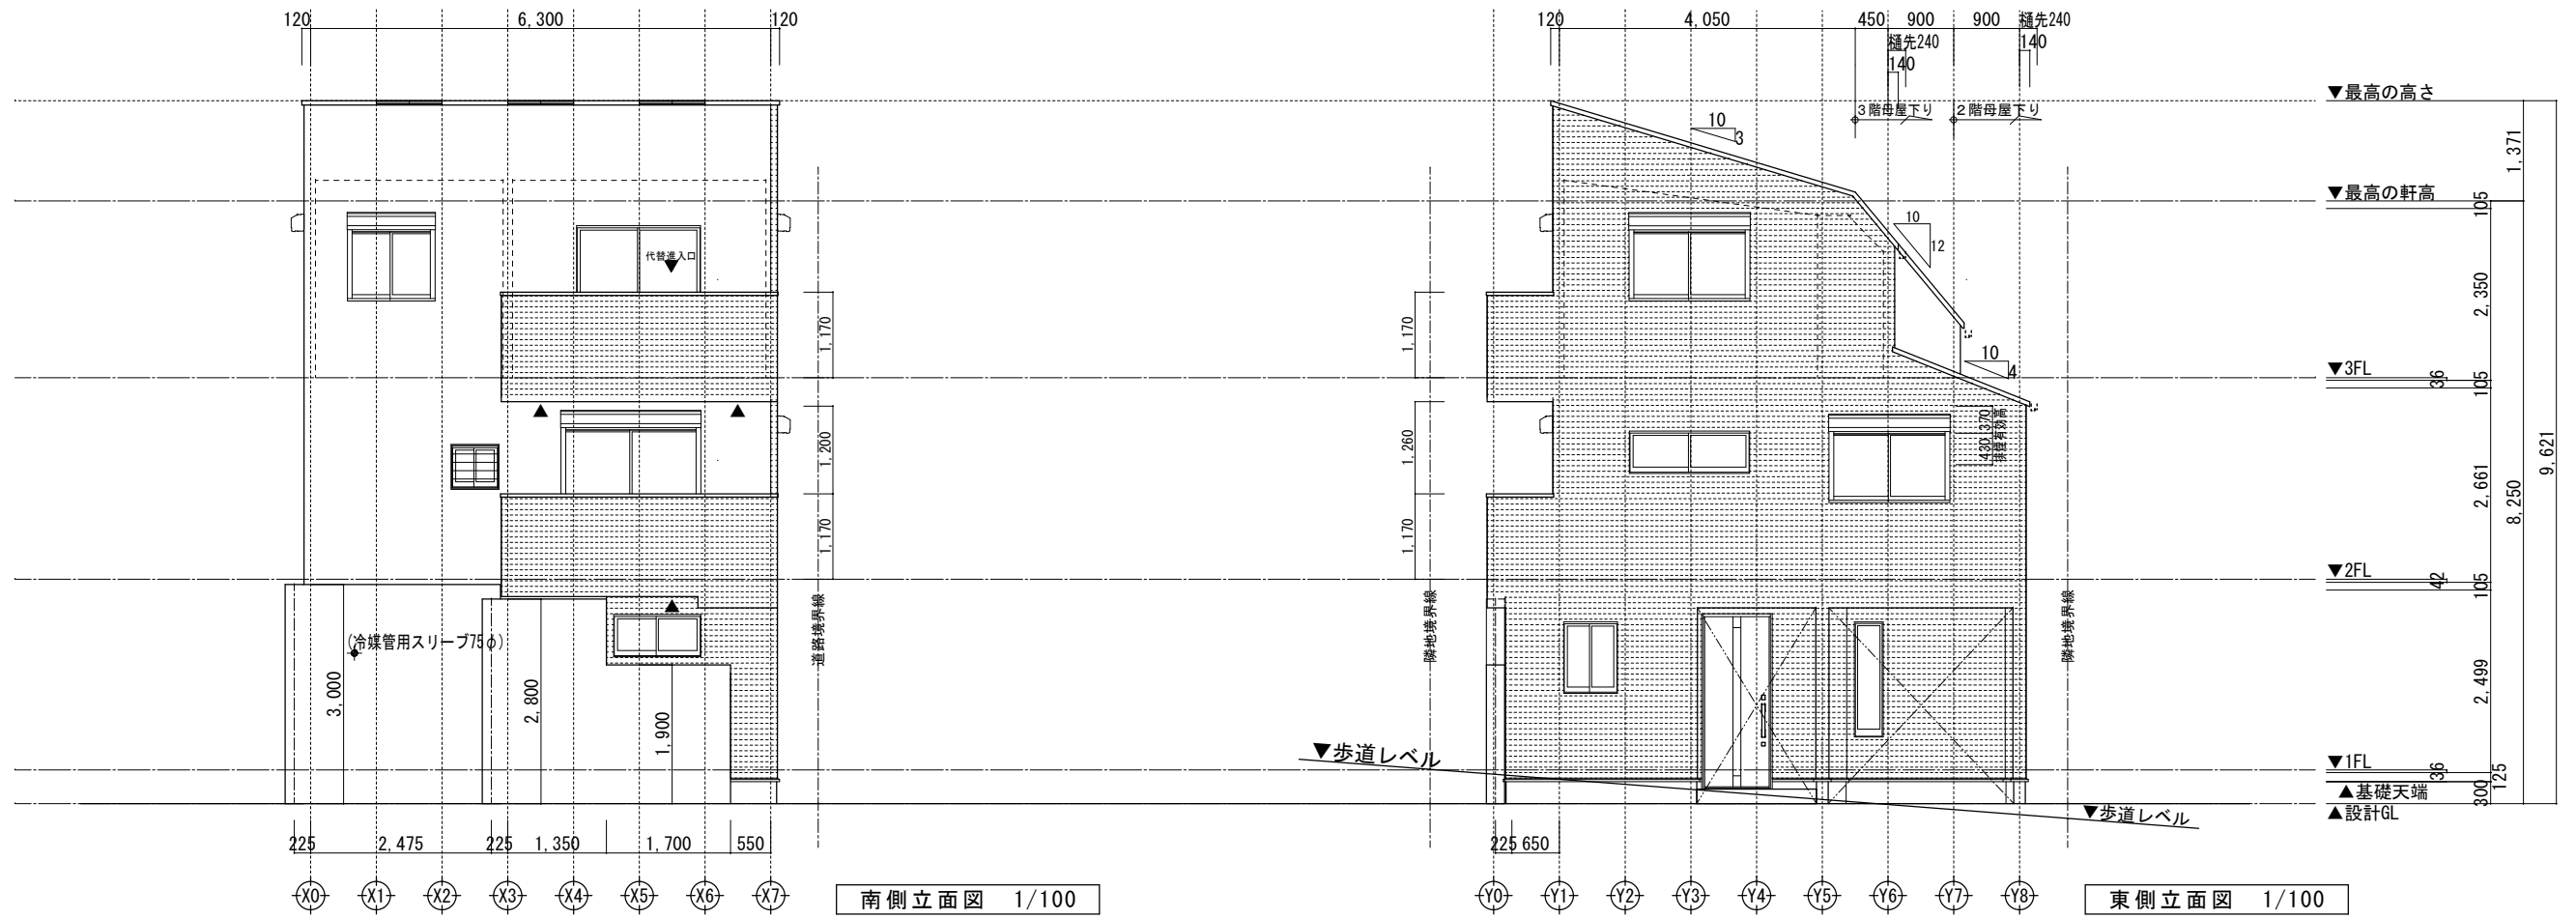 120
6,300
120
120
4,050
450
900
900
樋先240
樋先240
140
140
3階母屋下り
2階母屋下り
▼最高の高さ
10
3
1,371
▼最高の軒高
105
10
12
代替進入口
2,350
9,621
8,250
1,170
1,170
10
4
▼3FL
36
105
370
430
排煙有効高
1,200
1,260
2,661
1,170
1,170
▼2FL
42
105
道路境界線
隣地境界線
隣地境界線
(冷媒管用スリーブ75φ)
3,000
2,800
1,900
2,499
▼歩道レベル
▼1FL
36
125
300
▲基礎天端
▲設計GL
▼歩道レベル
225
2,475
225
1,350
1,700
550
225
650
X0
X1
X2
X3
X4
X5
X6
X7
南側立面図 1/100
Y0
Y1
Y2
Y3
Y4
Y5
Y6
Y7
Y8
東側立面図 1/100